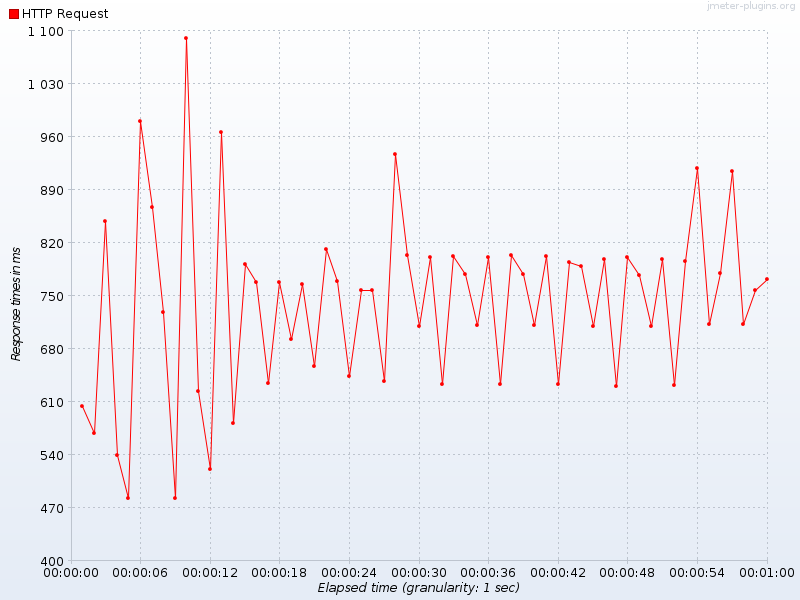 jmeter-plugins.org
HTTP Request
1 100
1 030
960
890
820
750
680
610
540
470
400
Response times in ms
00:00:00 00:00:06 00:00:12 00:00:18 00:00:24 00:00:30 00:00:36 00:00:42 00:00:48 00:00:54 00:01:00
Elapsed time (granularity: 1 sec)